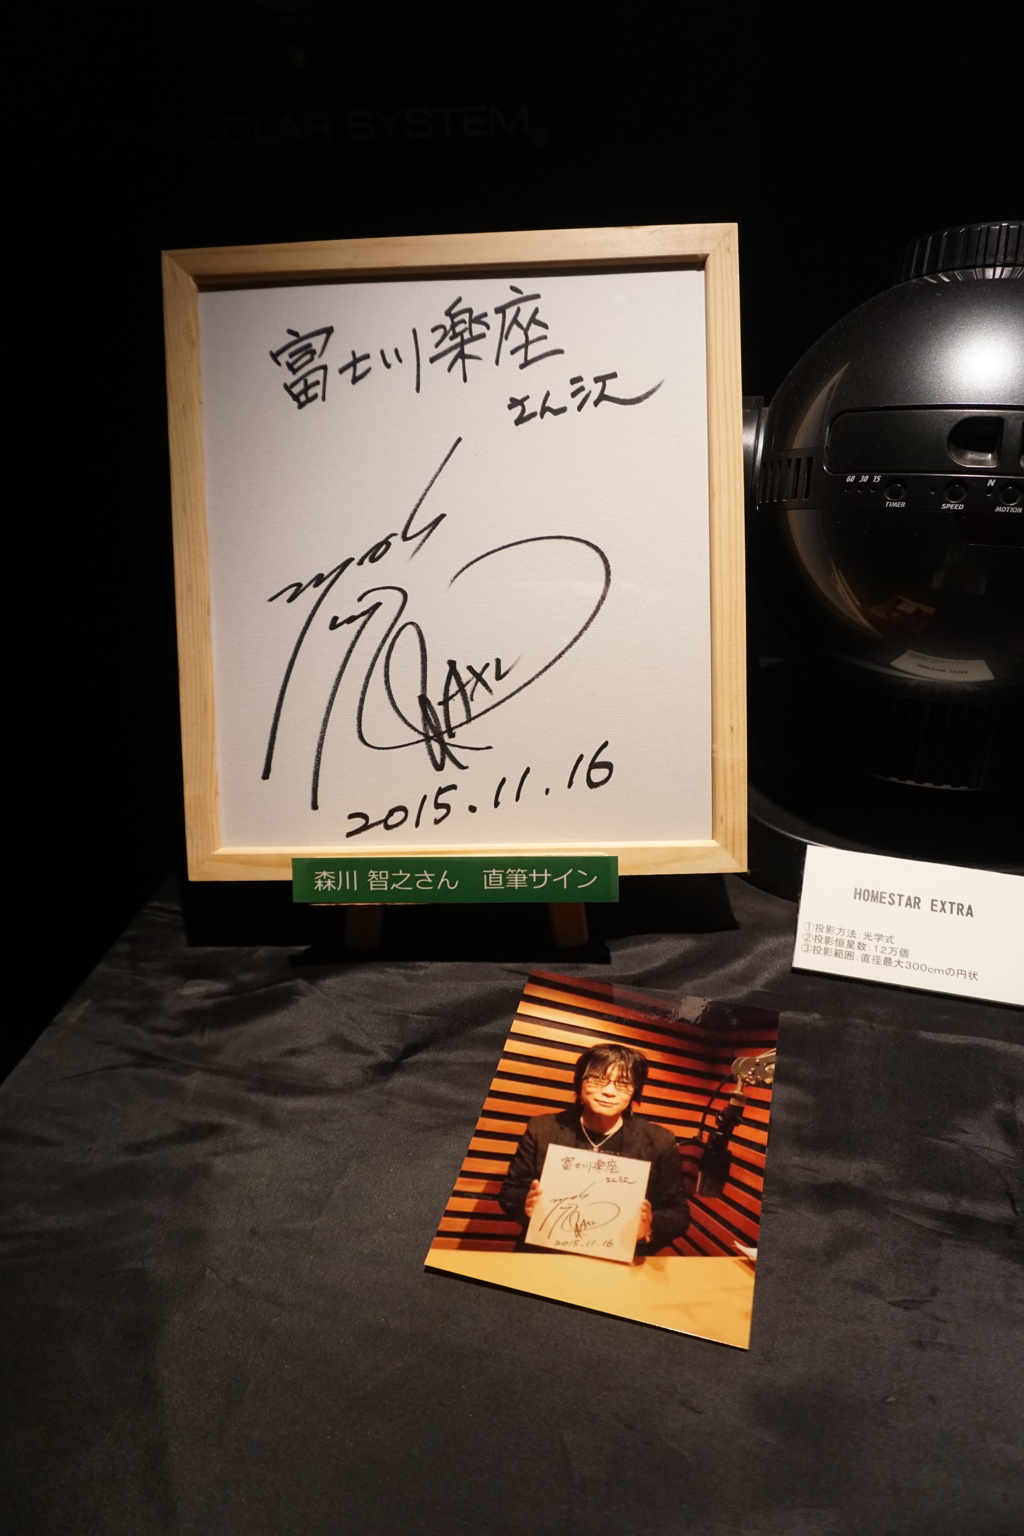 THE SOLAR SYSTEM
富士川楽座
さん江
AXL
2015.11.16
森川 智之さん 直筆サイン
60 30 15
N
TIMER
SPEED
MOTION
HOMESTAR EXTRA
①投影方法:光学式
②投影恒星数:12万個
③投影範囲:直径最大300cmの円状
富士川楽座
さん江
AXL
2015.11.16